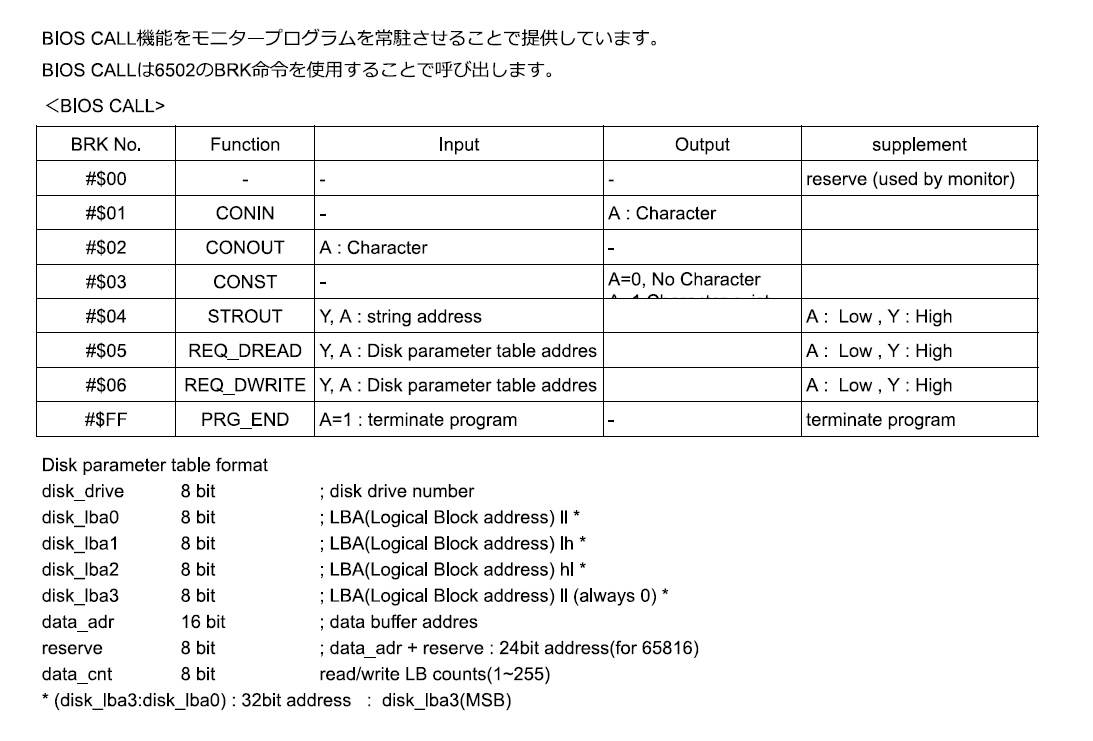 BIOS CALL機能をモニタープログラムを常駐させることで提供しています。
BIOS CALLは6502のBRK命令を使用することで呼び出します。
＜BIOS CALL>
BRK No. Function Input Output supplement
#$00 - - - reserve (used by monitor)
#$01 CONIN - A : Character
#$02 CONOUT A : Character -
#$03 CONST - A=0, No Character
#$04 STROUT Y, A : string address A : Low , Y : High
#$05 REQ_DREAD Y, A : Disk parameter table addres A : Low , Y : High
#$06 REQ_DWRITE Y, A : Disk parameter table addres A : Low , Y : High
#$FF PRG_END A=1 : terminate program - terminate program
Disk parameter table format
disk_drive 8 bit ; disk drive number
disk_lba0 8 bit ; LBA(Logical Block address) ll *
disk_lba1 8 bit ; LBA(Logical Block address) lh *
disk_lba2 8 bit ; LBA(Logical Block address) hl *
disk_lba3 8 bit ; LBA(Logical Block address) ll (always 0) *
data_adr 16 bit ; data buffer addres
reserve 8 bit ; data_adr + reserve : 24bit address(for 65816)
data_cnt 8 bit read/write LB counts(1~255)
* (disk_lba3:disk_lba0) : 32bit address : disk_lba3(MSB)